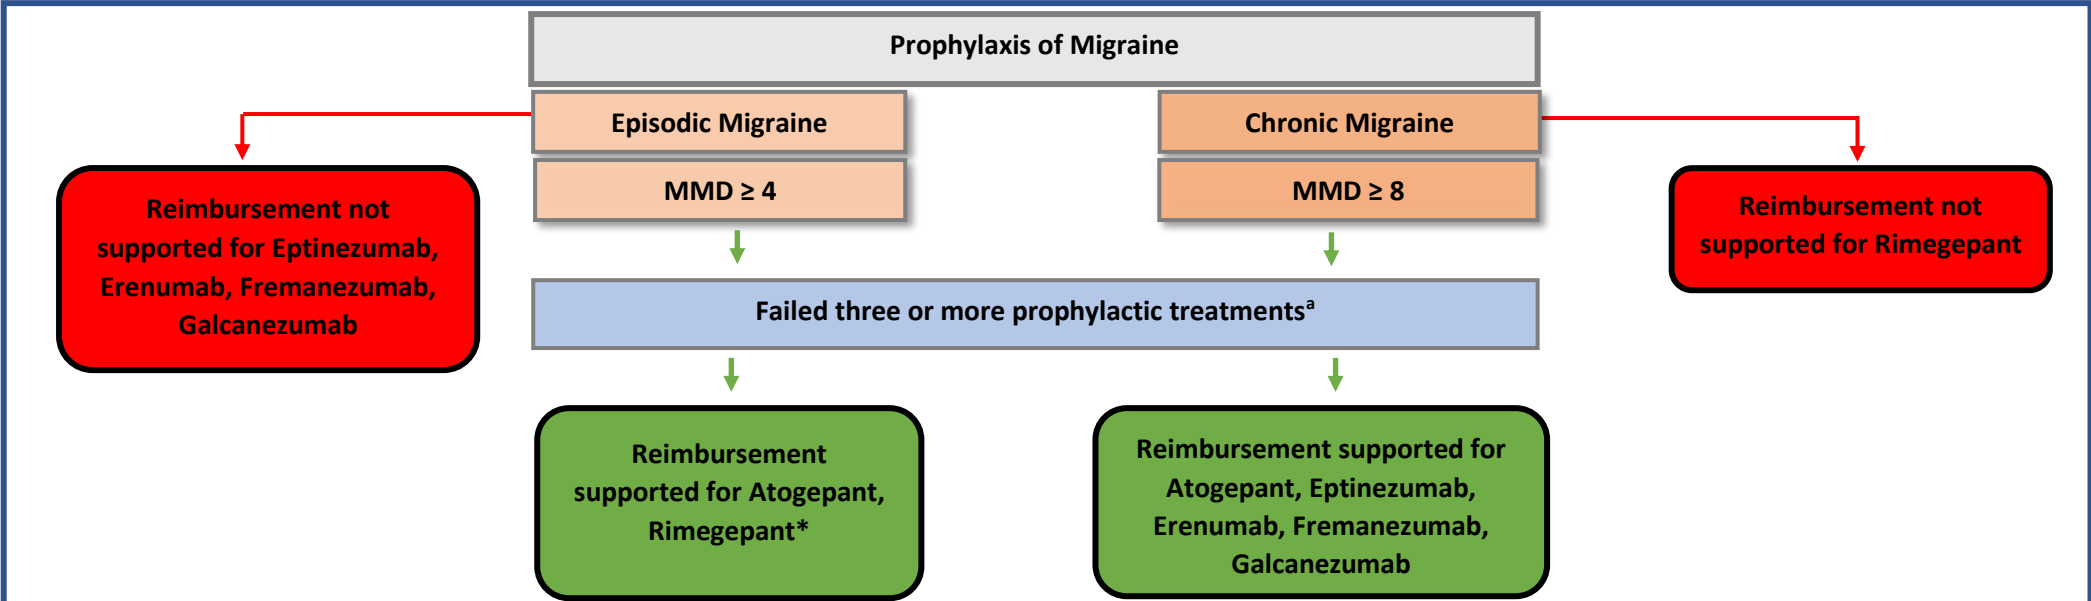 Prophylaxis of Migraine
Episodic Migraine
Chronic Migraine
MMD ≥ 4
MMD ≥ 8
Reimbursement not
supported for Eptinezumab,
Erenumab, Fremanezumab,
Galcanezumab
Reimbursement not
supported for Rimegepant
Failed three or more prophylactic treatmentsᵃ
Reimbursement
supported for Atogepant,
Rimegepant*
Reimbursement supported for
Atogepant, Eptinezumab,
Erenumab, Fremanezumab,
Galcanezumab